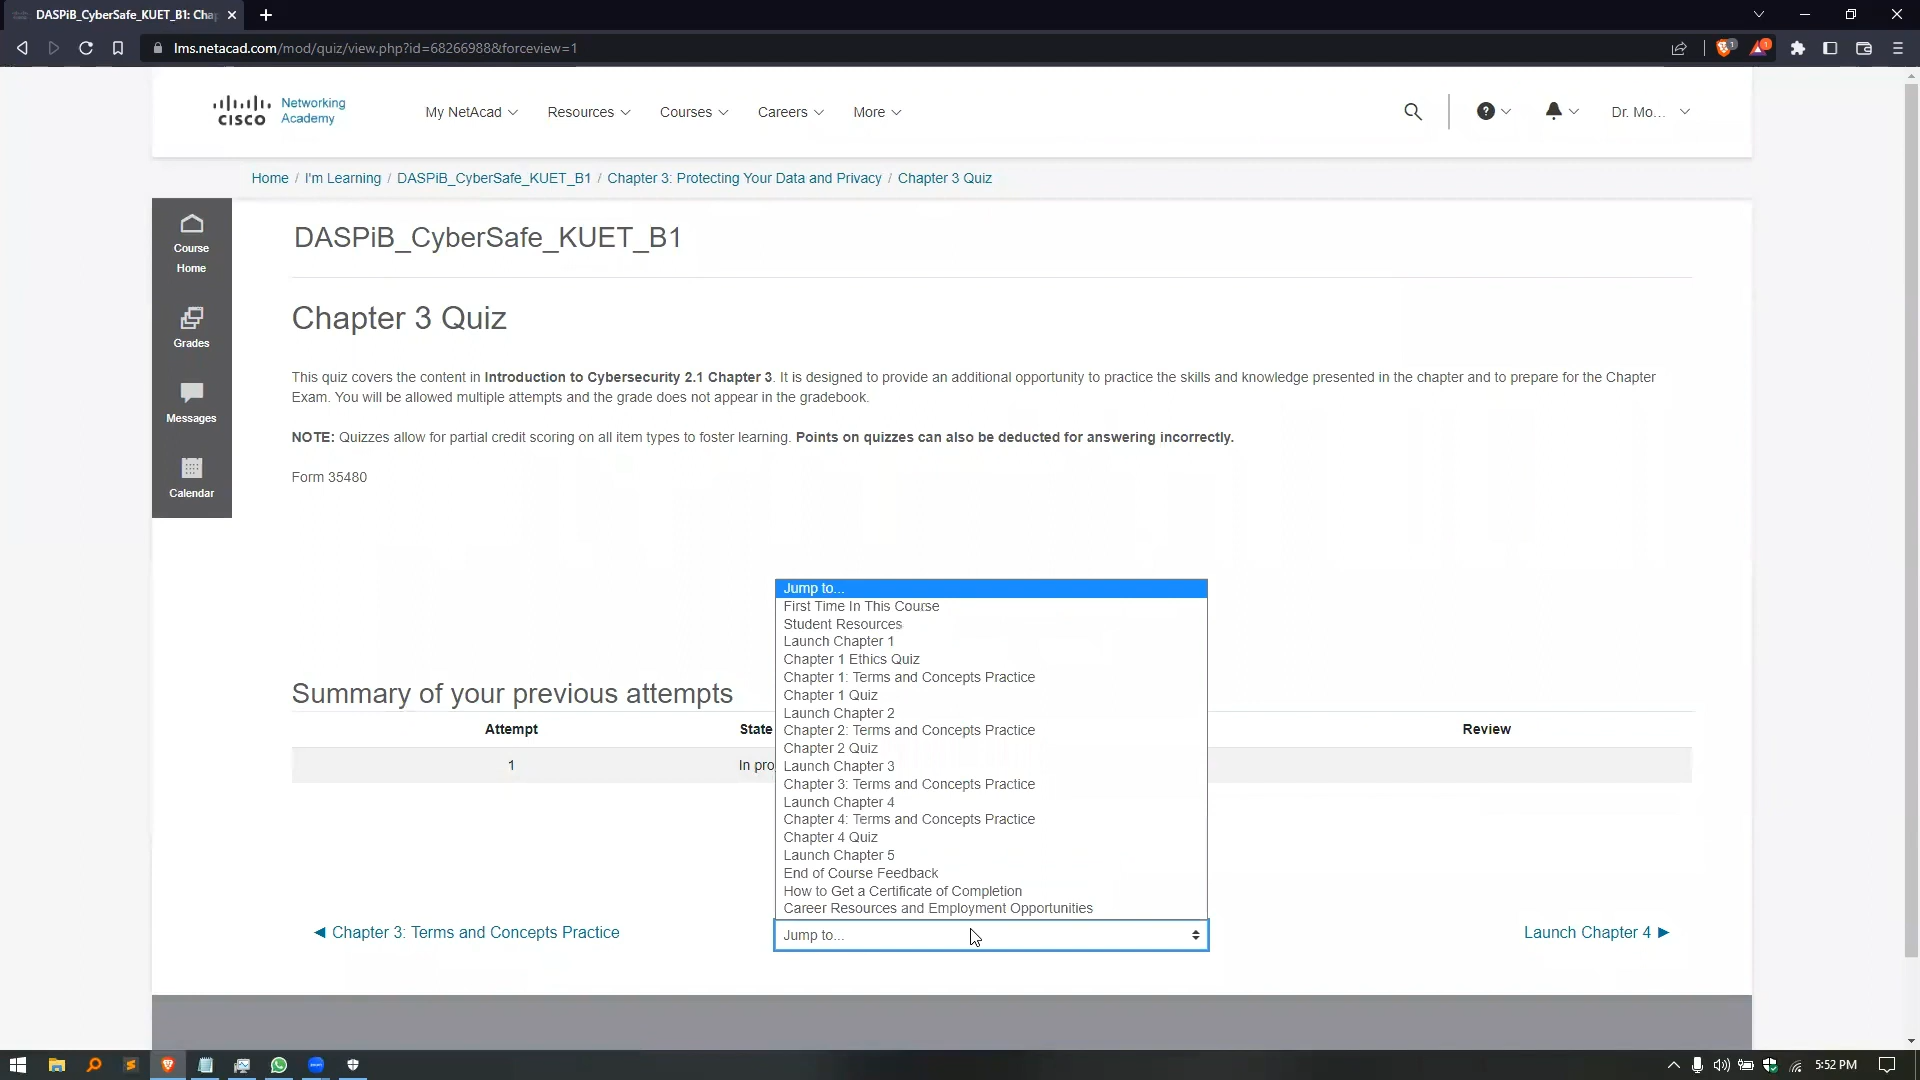 DASPiB_CyberSafe_KUET_B1: Cha
lms.netacad.com/mod/quiz/view.php?id=68266988&forceview=1
1
1
CISCO
Networking
Academy
My NetAcad
Resources
Courses
Careers
More
Dr. Mo...
Home / I'm Learning / DASPiB_CyberSafe_KUET_B1 / Chapter 3: Protecting Your Data and Privacy / Chapter 3 Quiz
Course
Home
Grades
Messages
Calendar
DASPiB_CyberSafe_KUET_B1
Chapter 3 Quiz
This quiz covers the content in Introduction to Cybersecurity 2.1 Chapter 3. It is designed to provide an additional opportunity to practice the skills and knowledge presented in the chapter and to prepare for the Chapter
Exam. You will be allowed multiple attempts and the grade does not appear in the gradebook.
NOTE: Quizzes allow for partial credit scoring on all item types to foster learning. Points on quizzes can also be deducted for answering incorrectly.
Form 35480
Jump to...
First Time In This Course
Student Resources
Launch Chapter 1
Chapter 1 Ethics Quiz
Chapter 1: Terms and Concepts Practice
Chapter 1 Quiz
Launch Chapter 2
Chapter 2: Terms and Concepts Practice
Chapter 2 Quiz
Launch Chapter 3
Chapter 3: Terms and Concepts Practice
Launch Chapter 4
Chapter 4: Terms and Concepts Practice
Chapter 4 Quiz
Launch Chapter 5
End of Course Feedback
How to Get a Certificate of Completion
Career Resources and Employment Opportunities
Jump to...
Summary of your previous attempts
Attempt State Review
1 In pro
◀ Chapter 3: Terms and Concepts Practice
Launch Chapter 4 ▶
5:52 PM